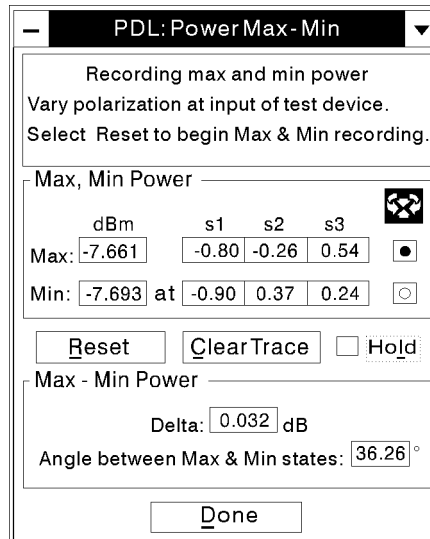 PDL: Power Max - Min
Recording max and min power
Vary polarization at input of test device.
Select Reset to begin Max & Min recording.
Max, Min Power
dBm s1 s2 s3
Max: -7.661 -0.80 -0.26 0.54
Min: -7.693 at -0.90 0.37 0.24
Reset Clear Trace Hold
Max - Min Power
Delta: 0.032 dB
Angle between Max & Min states: 36.26 °
Done